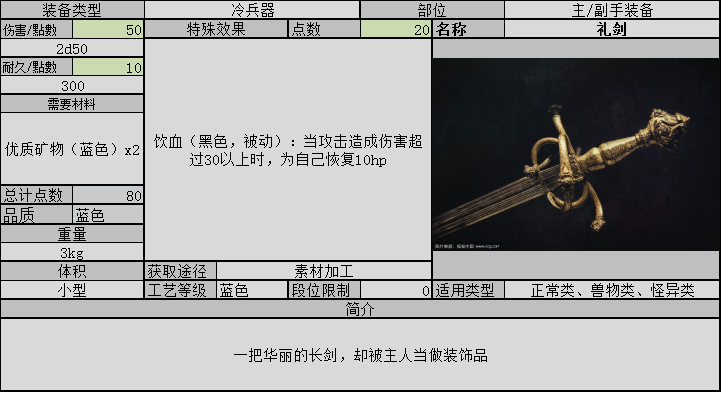 装备类型 冷兵器 部位 主/副手装备
伤害/點數 50 特殊效果 点数 20 名称 礼剑
2d50
耐久/點數 10
300
需要材料
优质矿物（蓝色）x2
饮血（黑色，被动）：当攻击造成伤害超
过30以上时，为自己恢复10hp
总计点数 80
品质 蓝色
重量
3kg
体积 获取途径 素材加工
小型 工艺等级 蓝色 段位限制 0 适用类型 正常类、兽物类、怪异类
简介
一把华丽的长剑，却被主人当做装饰品